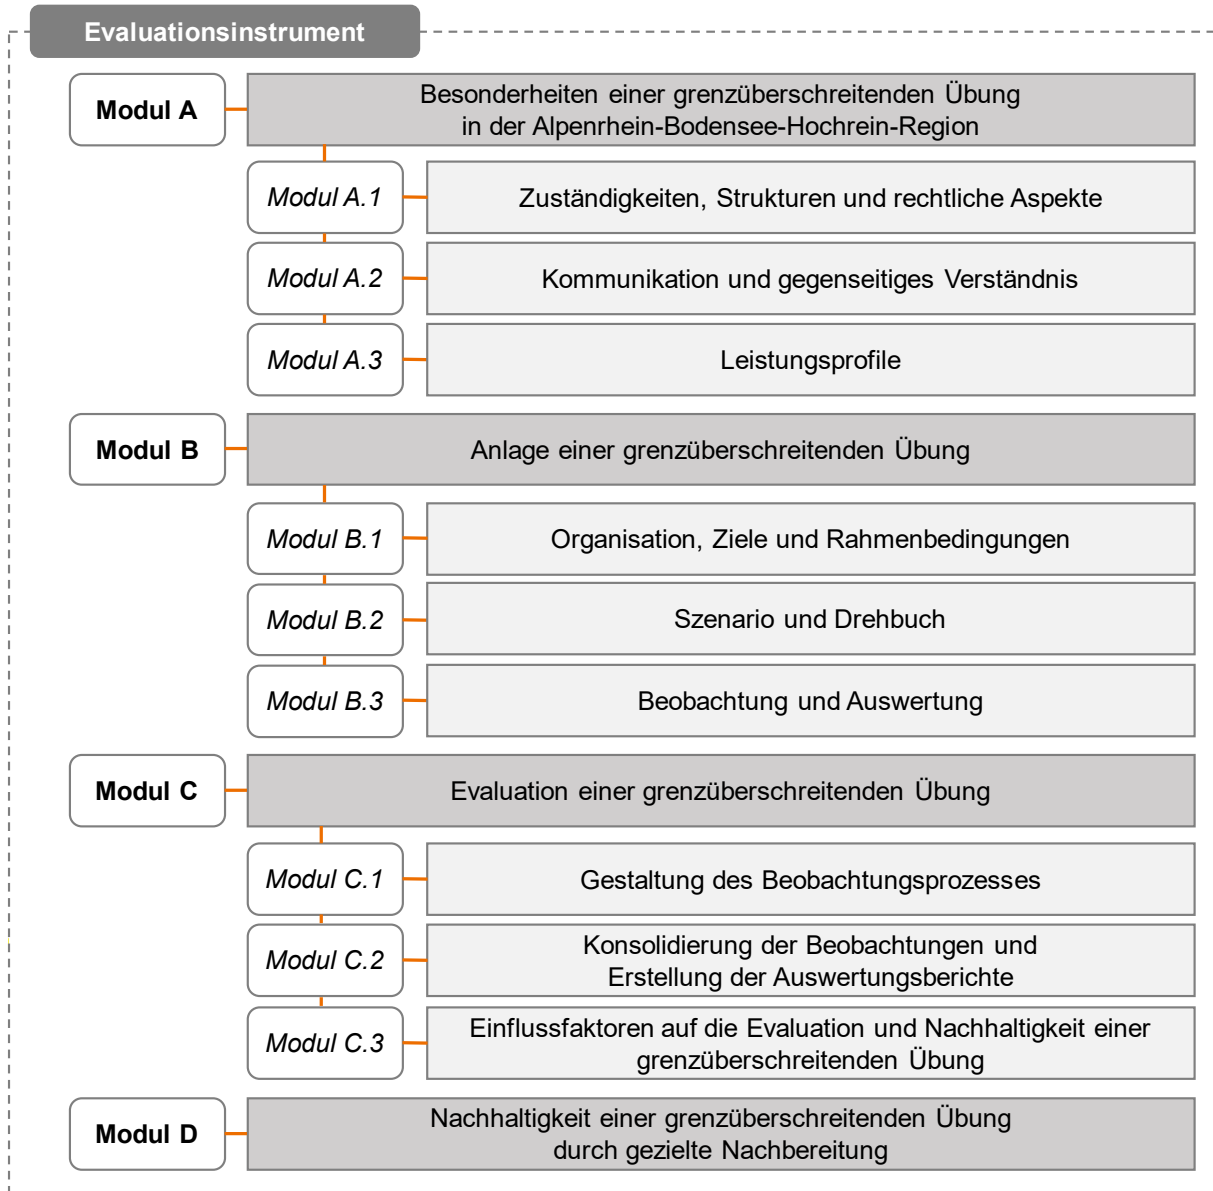 Evaluationsinstrument
Modul A
Besonderheiten einer grenzüberschreitenden Übung
in der Alpenrhein-Bodensee-Hochrein-Region
Modul A.1
Zuständigkeiten, Strukturen und rechtliche Aspekte
Modul A.2
Kommunikation und gegenseitiges Verständnis
Modul A.3
Leistungsprofile
Modul B
Anlage einer grenzüberschreitenden Übung
Modul B.1
Organisation, Ziele und Rahmenbedingungen
Modul B.2
Szenario und Drehbuch
Modul B.3
Beobachtung und Auswertung
Modul C
Evaluation einer grenzüberschreitenden Übung
Modul C.1
Gestaltung des Beobachtungsprozesses
Modul C.2
Konsolidierung der Beobachtungen und
Erstellung der Auswertungsberichte
Modul C.3
Einflussfaktoren auf die Evaluation und Nachhaltigkeit einer
grenzüberschreitenden Übung
Modul D
Nachhaltigkeit einer grenzüberschreitenden Übung
durch gezielte Nachbereitung